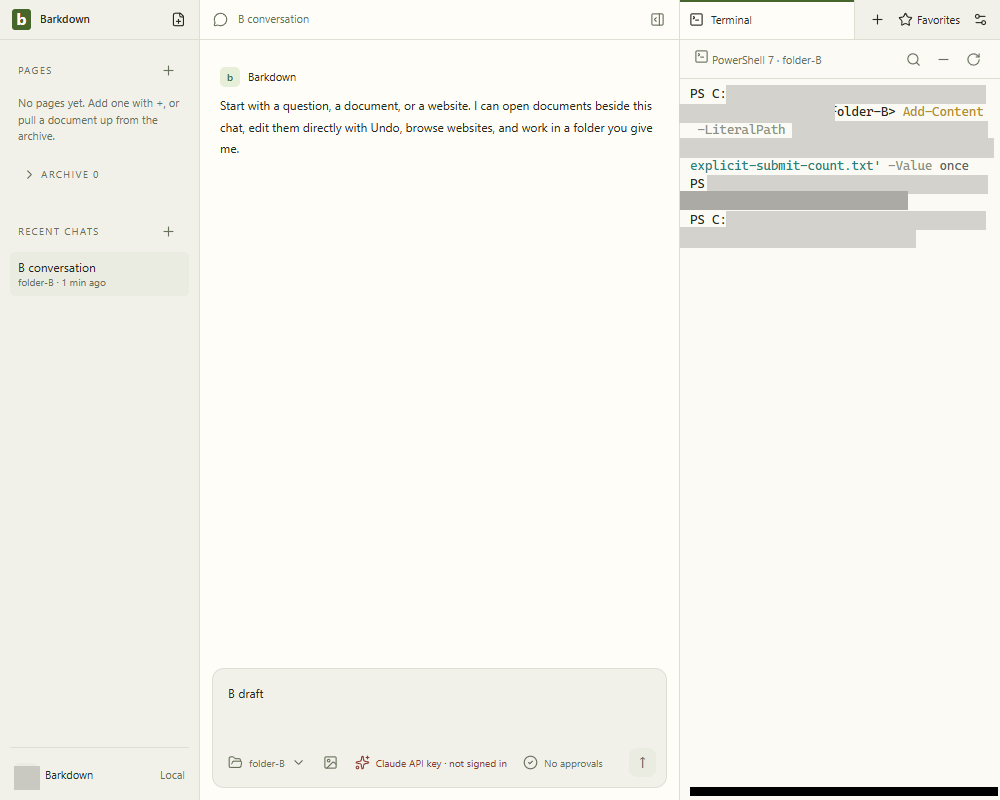 b Barkdown
PAGES
No pages yet. Add one with +, or
pull a document up from the
archive.
ARCHIVE 0
RECENT CHATS
B conversation
folder-B · 1 min ago
Barkdown Local
B conversation
b Barkdown
Start with a question, a document, or a website. I can open documents beside this
chat, edit them directly with Undo, browse websites, and work in a folder you give
me.
B draft
folder-B Claude API key · not signed in No approvals
Terminal Favorites
PowerShell 7 · folder-B
PS C:
folder-B> Add-Content
-LiteralPath
explicit-submit-count.txt' -Value once
PS
PS C: